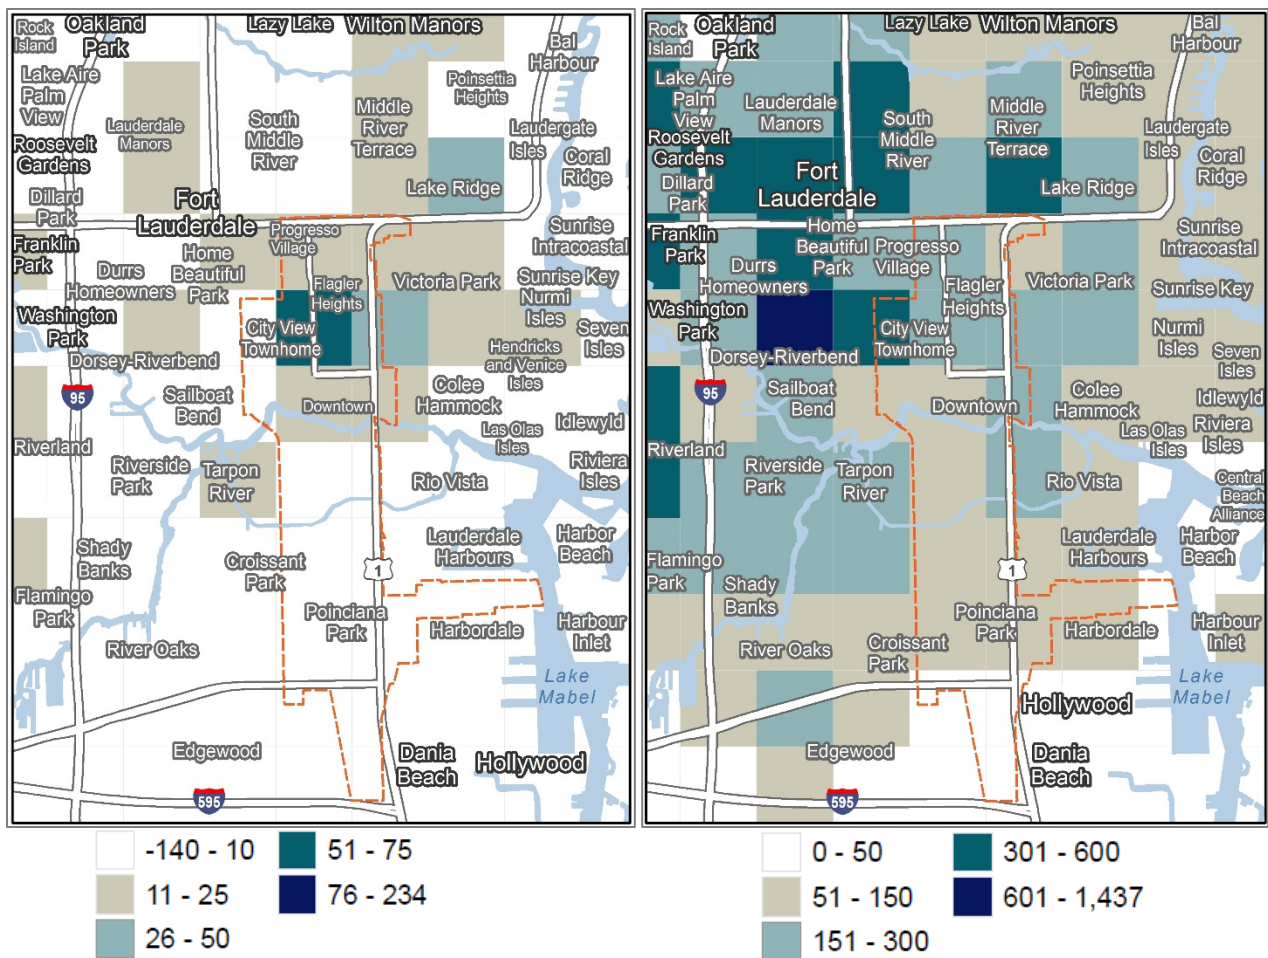 Rock
Island
Oakland
Park
Lazy Lake
Wilton Manors
Bal
Harbour
Lake Aire
Palm
View
Poinsettia
Heights
Lauderdale
Manors
South
Middle
River
Middle
River
Terrace
Laudergate
Isles
Roosevelt
Gardens
Coral
Ridge
Dillard
Park
Fort
Lauderdale
Lake Ridge
Progresso
Village
Sunrise
Intracoastal
Franklin
Park
Durrs
Homeowners
Home
Beautiful
Park
Flagler
Heights
Victoria Park
Sunrise Key
Nurmi
Isles
Washington
Park
City View
Townhome
Seven
Isles
Hendricks
and Venice
Isles
Dorsey-Riverbend
95
Sailboat
Bend
Downtown
Colee
Hammock
Idlewyld
Las Olas
Isles
Riverland
Riverside
Park
Tarpon
River
Rio Vista
Riviera
Isles
Shady
Banks
Croissant
Park
Lauderdale
Harbours
Harbor
Beach
1
Flamingo
Park
Poinciana
Park
Harbordale
Harbour
Inlet
River Oaks
Lake
Mabel
Edgewood
Dania
Beach
Hollywood
595
-140 - 10
11 - 25
26 - 50
51 - 75
76 - 234
Rock
Island
Oakland
Park
Lazy Lake
Wilton Manors
Bal
Harbour
Lake Aire
Palm
View
Poinsettia
Heights
Lauderdale
Manors
South
Middle
River
Middle
River
Terrace
Laudergate
Isles
Roosevelt
Gardens
Coral
Ridge
Dillard
Park
Fort
Lauderdale
Lake Ridge
Franklin
Park
Home
Beautiful
Park
Progresso
Village
Sunrise
Intracoastal
Durrs
Homeowners
Flagler
Heights
Victoria Park
Sunrise Key
Washington
Park
City View
Townhome
Nurmi
Isles
Seven
Isles
Dorsey-Riverbend
95
Sailboat
Bend
Downtown
Colee
Hammock
Idlewyld
Las Olas
Isles
Riviera
Isles
Riverland
Riverside
Park
Tarpon
River
Rio Vista
Central
Beach
Alliance
Lauderdale
Harbours
Harbor
Beach
Flamingo
Park
Shady
Banks
1
Poinciana
Park
Harbordale
Harbour
Inlet
River Oaks
Croissant
Park
Lake
Mabel
Hollywood
Edgewood
Dania
Beach
595
0 - 50
51 - 150
151 - 300
301 - 600
601 - 1,437